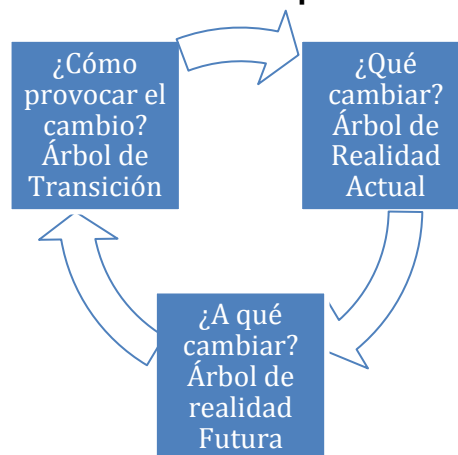 ¿Cómo
provocar el
cambio?
Árbol de
Transición
¿Qué
cambiar?
Árbol de
Realidad
Actual
¿A qué
cambiar?
Árbol de
realidad
Futura